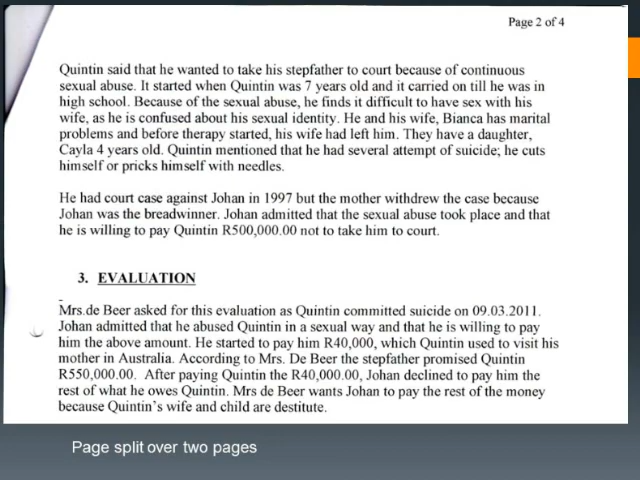 Page 2 of 4
Quintin said that he wanted to take his stepfather to court because of continuous
sexual abuse. It started when Quintin was 7 years old and it carried on till he was in
high school. Because of the sexual abuse, he finds it difficult to have sex with his
wife, as he is confused about his sexual identity. He and his wife, Bianca has marital
problems and before therapy started, his wife had left him. They have a daughter,
Cayla 4 years old. Quintin mentioned that he had several attempt of suicide; he cuts
himself or pricks himself with needles.
He had court case against Johan in 1997 but the mother withdrew the case because
Johan was the breadwinner. Johan admitted that the sexual abuse took place and that
he is willing to pay Quintin R500,000.00 not to take him to court.
3. EVALUATION
Mrs.de Beer asked for this evaluation as Quintin committed suicide on 09.03.2011.
Johan admitted that he abused Quintin in a sexual way and that he is willing to pay
him the above amount. He started to pay him R40,000, which Quintin used to visit his
mother in Australia. According to Mrs. De Beer the stepfather promised Quintin
R550,000.00. After paying Quintin the R40,000.00, Johan declined to pay him the
rest of what he owes Quintin. Mrs de Beer wants Johan to pay the rest of the money
because Quintin's wife and child are destitute.
Page split over two pages